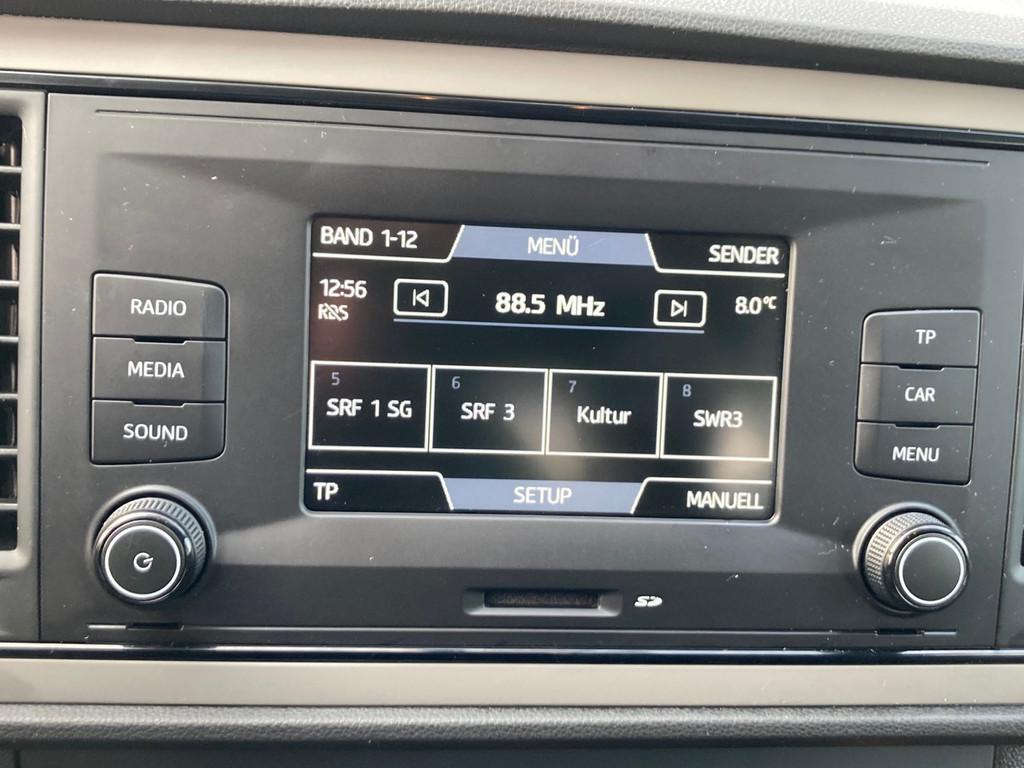 BAND 1-12
MENÜ
SENDER
12:56
88.5 MHz
8.0°C
RDS
RADIO
MEDIA
SOUND
5
SRF 1 SG
6
SRF 3
7
Kultur
8
SWR3
TP
CAR
MENU
TP
SETUP
MANUELL
SD